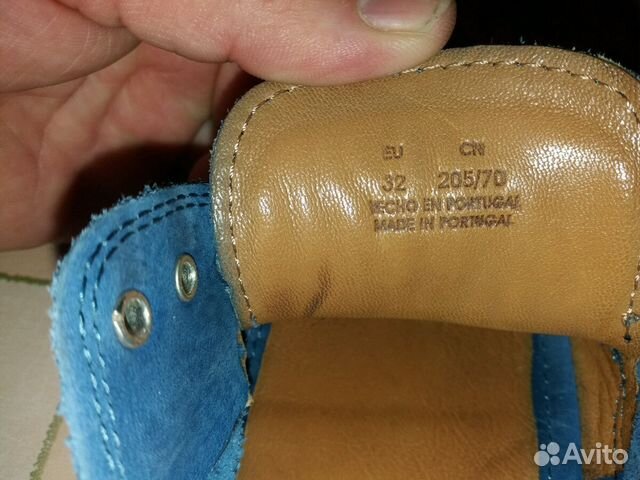 EU CN
32 205/70
HECHO EN PORTUGAL
MADE IN PORTUGAL
Avito